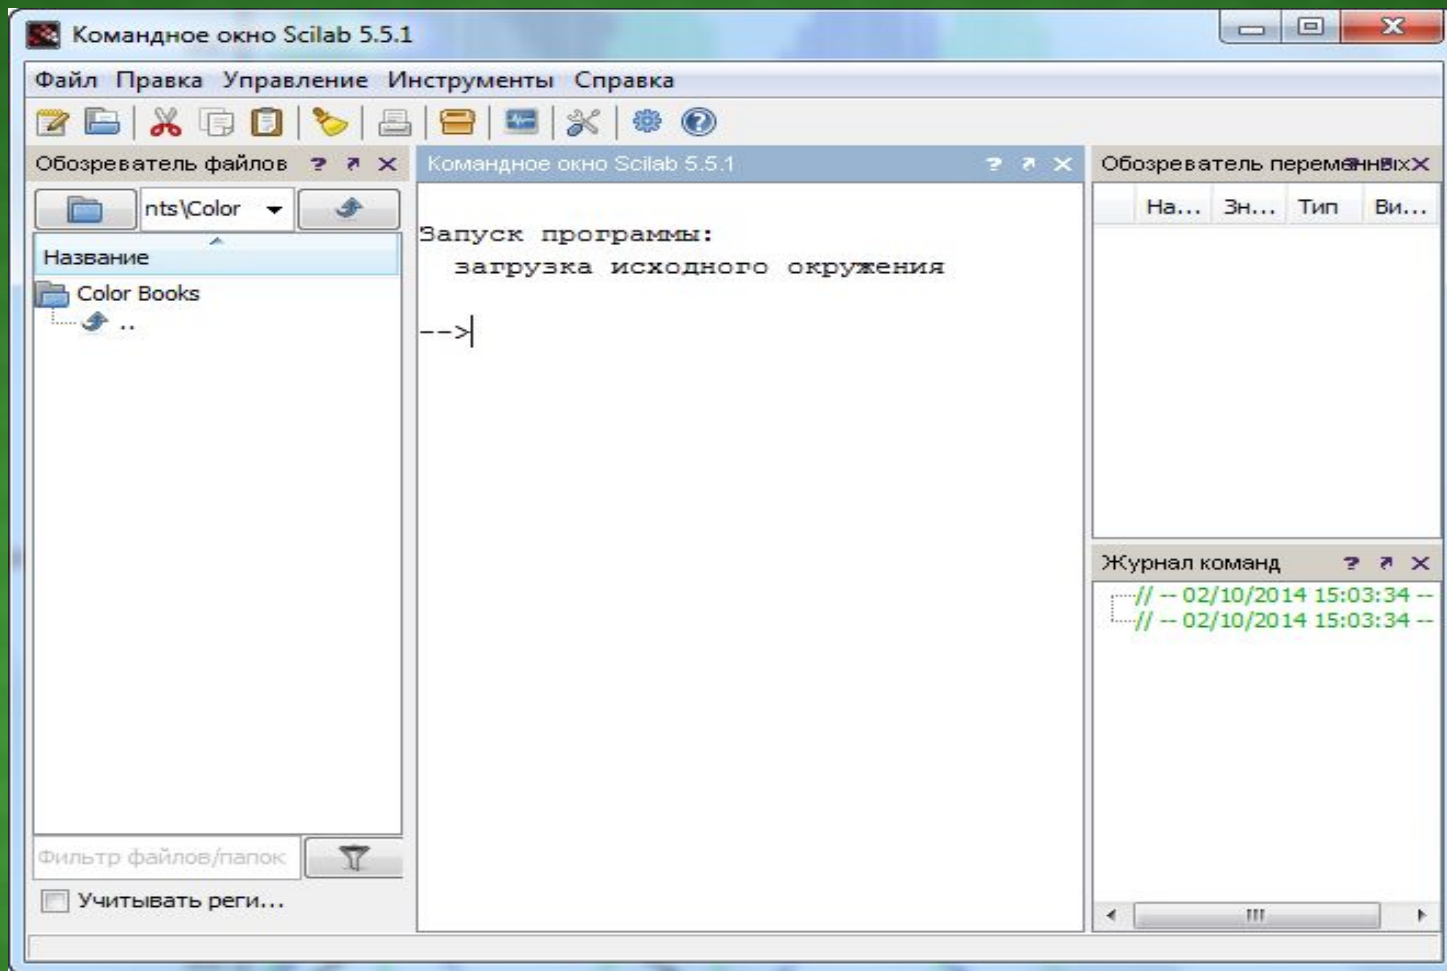 Командное окно Scilab 5.5.1
Файл Правка Управление Инструменты Справка
Обозреватель файлов
nts\Color
Название
Color Books
..
Фильтр файлов/папок
Учитывать реги...
Командное окно Scilab 5.5.1
Запуск программы:
загрузка исходного окружения
-->
Обозреватель переменных
На... Зн... Тип Ви...
Журнал команд
// -- 02/10/2014 15:03:34 --
// -- 02/10/2014 15:03:34 --